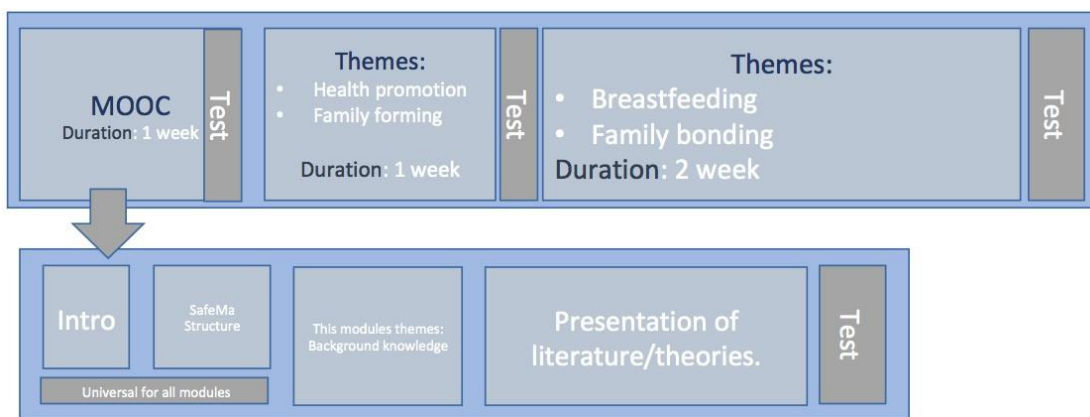 MOOC
Duration: 1 week
Test
Themes:
• Health promotion
• Family forming
Duration: 1 week
Test
Themes:
• Breastfeeding
• Family bonding
Duration: 2 week
Test
Intro
SafeMa
Structure
Universal for all modules
This modules themes:
Background knowledge
Presentation of
literature/theories.
Test